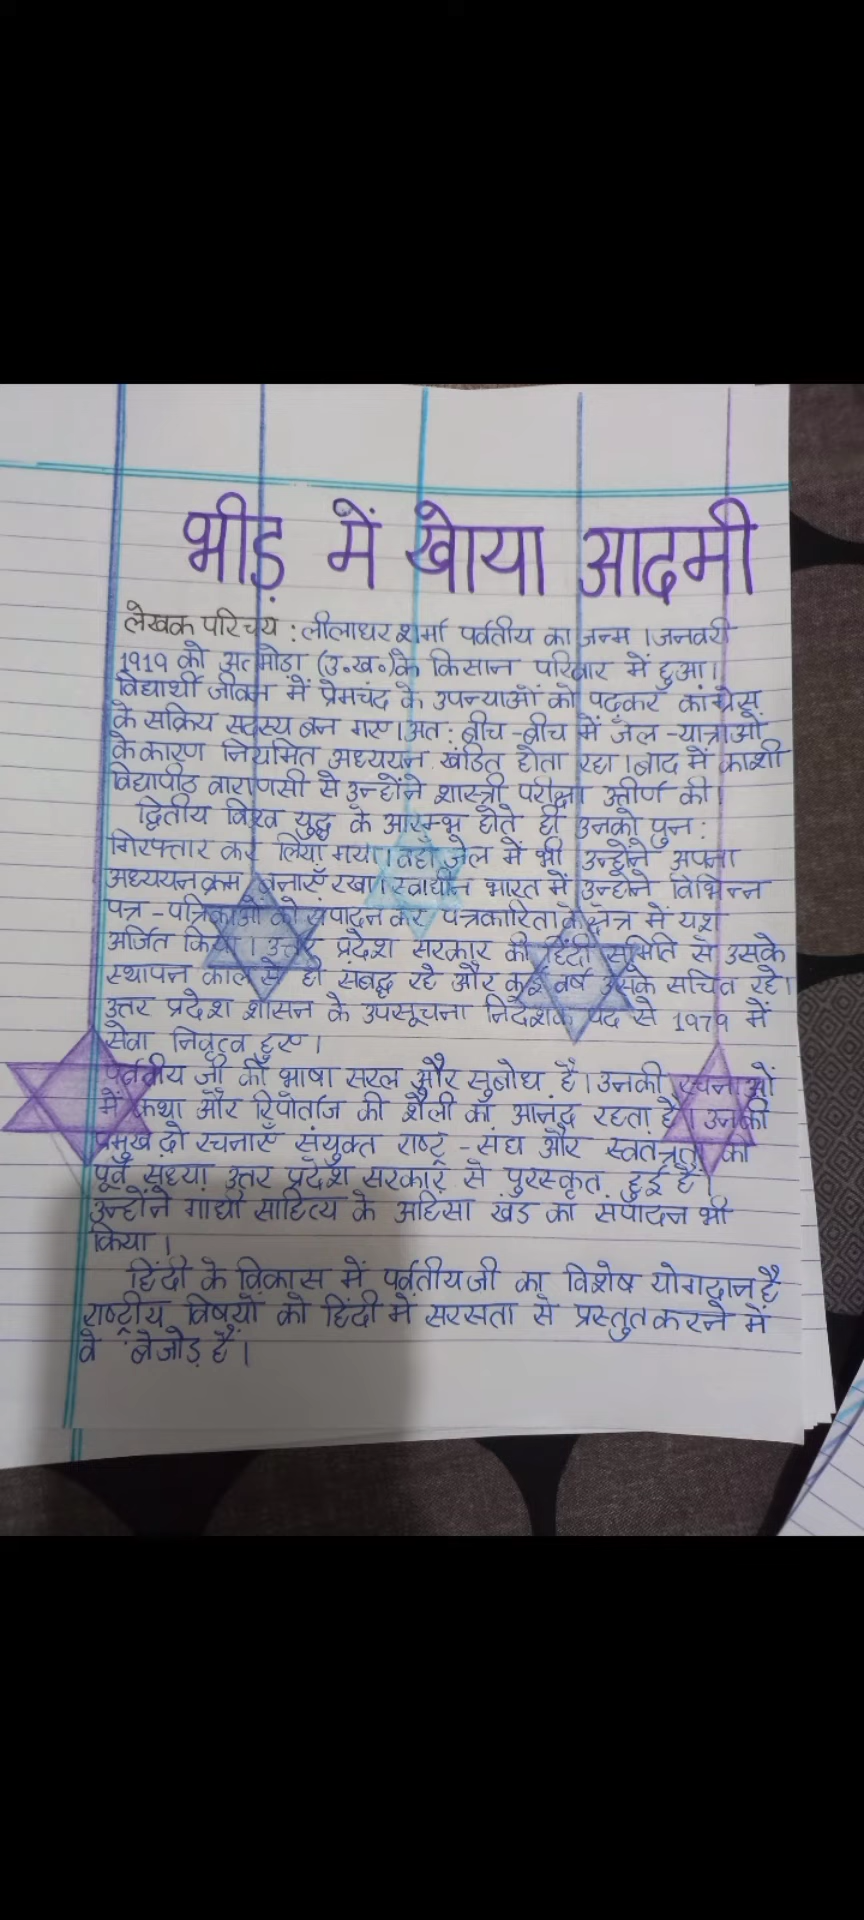 भीड़ में खोया आदमी
लेखक परिचय : लीलाधर शर्मा पर्वतीय का जन्म 1जनवरी
1919 को अल्मोड़ा (उ.ख.)के किसान परिवार में हुआ।
विद्यार्थी जीवन में प्रेमचंद के उपन्याओं को पढ़कर कांग्रेस
के सक्रिय सदस्य बन गए।अत: बीच-बीच में जेल-यात्राओं
के कारण नियमित अध्ययन खंडित होता रहा।बाद में काशी
विद्यापीठ वाराणसी से उन्होंने शास्त्री परीक्षा उत्तीर्ण की।
द्वितीय विश्व युद्ध के आरम्भ होते ही उनको पुन:
गिरफ्तार कर लिया गया। वहाँ जेल में भी उन्होंने अपना
अध्ययनक्रम बनाएँ रखा। स्वाधीन भारत में उन्होंने विभिन्न
पत्र-पत्रिकाओं को संपादन कर पत्रकारिता के क्षेत्र में यश
अर्जित किया। उत्तर प्रदेश सरकार की हिंदी समिति से उसके
स्थापन काल से ही संबद्ध रहे और कई वर्ष उसके सचिव रहे।
उत्तर प्रदेश शासन के उपसूचना निदेशक पद से 1979 में
सेवा निवृत्व हुए।
पर्वतीय जी की भाषा सरल और सुबोध है। उनकी रचनाओं
में कथा और रिपोर्ताज की शैली का आनंद रहता है। उनकी
प्रमुख दो रचनाएँ संयुक्त राष्ट्र-संघ और स्वतंत्रता की
पूर्व संध्या उत्तर प्रदेश सरकार से पुरस्कृत हुई है।
उन्होंने गांधी साहित्य के अहिंसा खंड का संपादन भी
किया।
हिंदी के विकास में पर्वतीयजी का विशेष योगदान है
राष्ट्रीय विषयों को हिंदी में सरसता से प्रस्तुत करने में
वे बेजोड़ हैं।